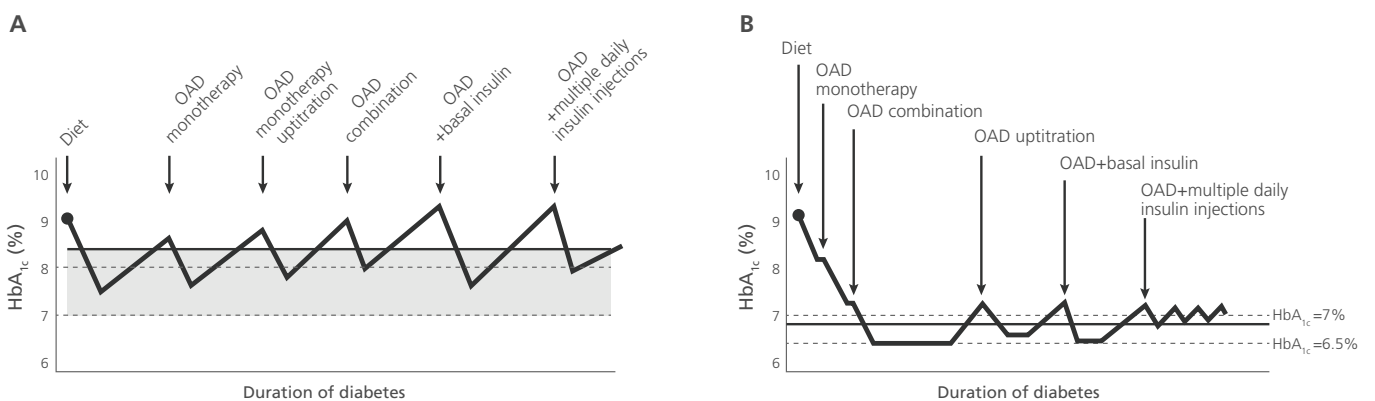 A
Diet
OAD
monotherapy
OAD
monotherapy
uptitration
OAD
combination
OAD
+basal insulin
OAD
+multiple daily
insulin injections
10
9
8
7
6
HbA1c (%)
Duration of diabetes
B
Diet
OAD
monotherapy
OAD combination
OAD uptitration
OAD+basal insulin
OAD+multiple daily
insulin injections
10
9
8
7
6
HbA1c (%)
HbA1c=7%
HbA1c=6.5%
Duration of diabetes